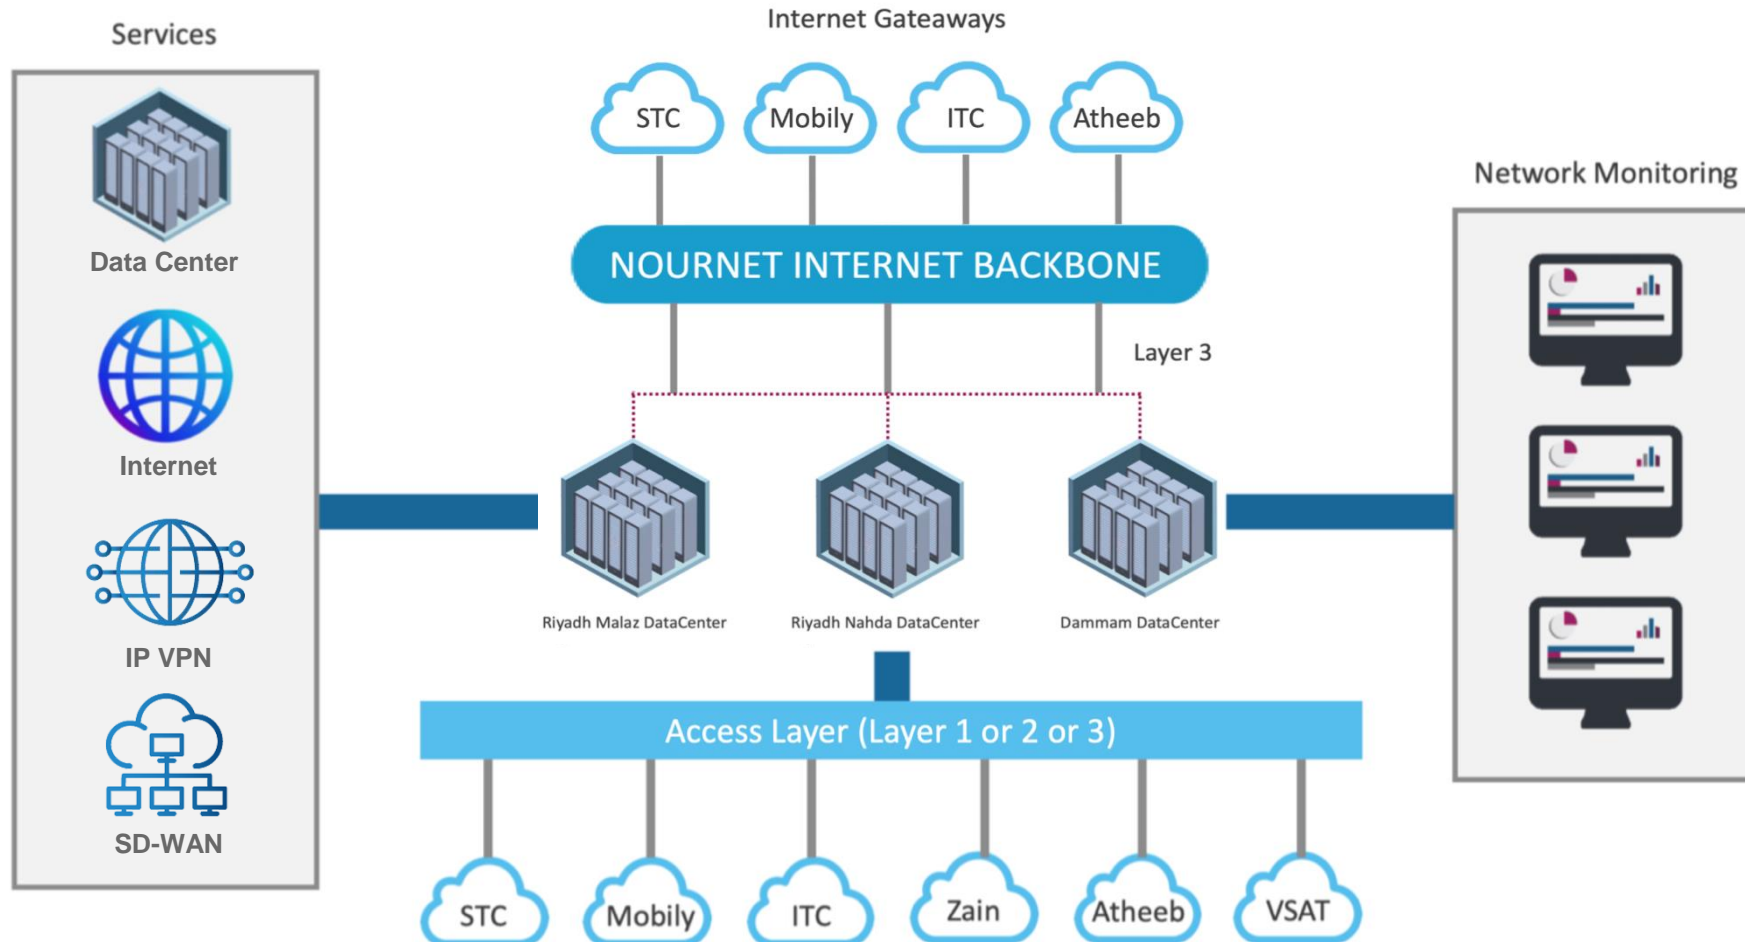 Services
Data Center
Internet
IP VPN
SD-WAN
Internet Gateaways
STC
Mobily
ITC
Atheeb
NOURNET INTERNET BACKBONE
Layer 3
Riyadh Malaz DataCenter
Riyadh Nahda DataCenter
Dammam DataCenter
Access Layer (Layer 1 or 2 or 3)
STC
Mobily
ITC
Zain
Atheeb
VSAT
Network Monitoring